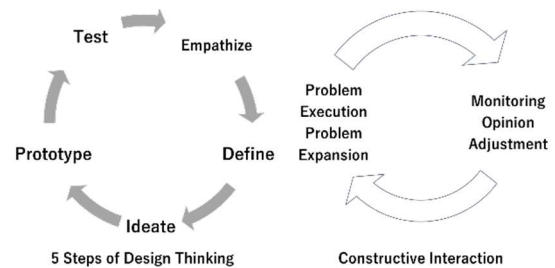 Test
Empathize
Define
Ideate
Prototype
5 Steps of Design Thinking
Problem
Execution
Problem
Expansion
Monitoring
Opinion
Adjustment
Constructive Interaction